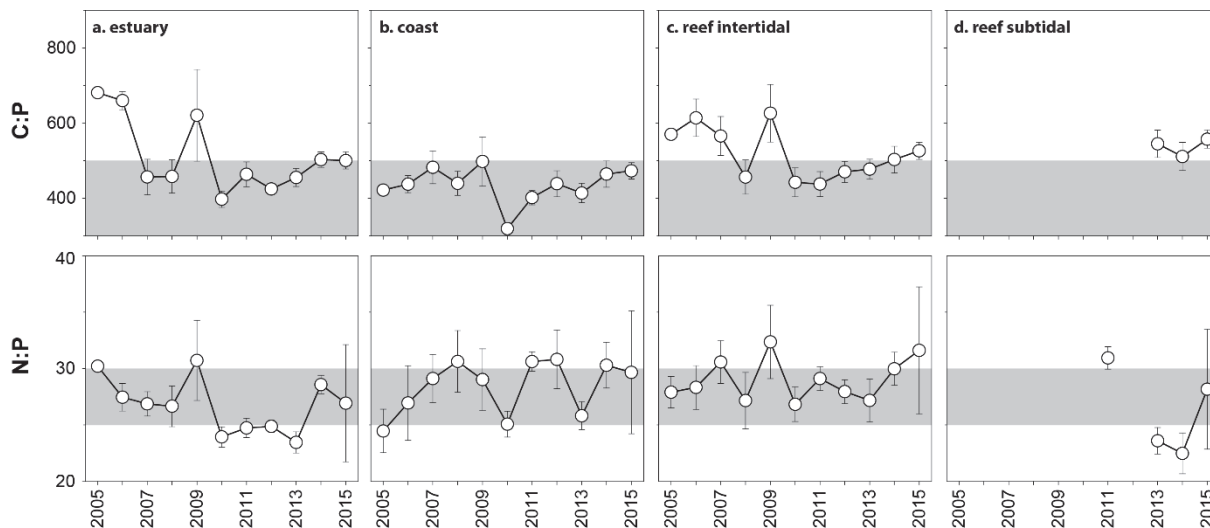 a. estuary
b. coast
c. reef intertidal
d. reef subtidal
C:P
800
600
400
N:P
40
30
20
2005 2007 2009 2011 2013 2015
2005 2007 2009 2011 2013 2015
2005 2007 2009 2011 2013 2015
2005 2007 2009 2011 2013 2015